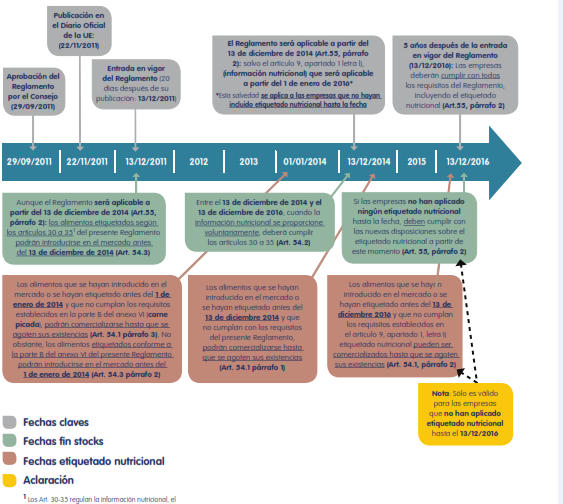 Publicación en
el Diario Oficial
de la UE:
(22/11/2011)
Aprobación del
Reglamento
por el Consejo
(29/09/2011)
Entrada en vigor
del Reglamento (20
días después de su
publicación: 13/12/2011)
El Reglamento será aplicable a partir del
13 de diciembre de 2014 (Art.55, párrafo
2); salvo el artículo 9, apartado 1 letra l),
(información nutricional) que será aplicable
a partir del 1 enero de 2016*
*Esta salvedad se aplica a las empresas que no hayan
incluido etiquetado nutricional hasta la fecha
5 años después de la entrada
en vigor del Reglamento
(13/12/2016): Las empresas
deberán cumplir con todos
los requisitos del Reglamento,
incluyendo el etiquetado
nutricional (Art.55, párrafo 2)
29/09/2011
22/11/2011
13/12/2011
2012
2013
01/01/2014
13/12/2014
2015
13/12/2016
Aunque el Reglamento será aplicable a
partir del 13 de diciembre de 2014 (Art.55,
párrafo 2): los alimentos etiquetados según
los artículos 30 a 35¹ del presente Reglamento
podrán introducirse en el mercado antes
del 13 de diciembre de 2014 (Art. 54.3)
Entre el 13 de diciembre de 2014 y el
13 de diciembre de 2016, cuando la
información nutricional se proporcione
voluntariamente, deberá cumplir
los artículos 30 a 35 (Art. 54.2)
Si las empresas no han aplicado
ningún etiquetado nutricional
hasta la fecha, deben cumplir con
las nuevas disposiciones sobre el
etiquetado nutricional a partir de
este momento (Art. 55, párrafo 2)
Los alimentos que se hayan introducido en el
mercado o se hayan etiquetado antes del 1 de
enero de 2014 y que no cumplan los requisitos
establecidos en la parte B del anexo VI (carne
picada), podrán comercializarse hasta que se
agoten sus existencias (Art. 54.1 párrafo 3). No
obstante, los alimentos etiquetados conforme a
la parte B del anexo VI del presente Reglamento
podrán introducirse en el mercado antes del
1 de enero de 2014 (Art. 54.3 párrafo 2)
Los alimentos que se hayan
introducido en el mercado o
se hayan etiquetado antes del
13 de diciembre de 2014 y que
no cumplan con los requisitos
del presente Reglamento,
podrán comercializarse hasta
que se agoten sus existencias
(Art. 54.1 párrafo 1)
Los alimentos que se hay n
introducido en el mercado o se
hayan etiquetado antes del 13 de
diciembre de 2016 y que no cumplan
los requisitos establecidos en
el artículo 9, apartado 1, letra l)
etiquetado nutricional pueden ser
comercializados hasta que se agoten
sus existencias (Art. 54.1, párrafo 2)
Nota: Sólo es válido
para las empresas
que no han aplicado
etiquetado nutricional
hasta el 13/12/2016
Fechas claves
Fechas fin stocks
Fechas etiquetado nutricional
Aclaración
¹ Los Art. 30-35 regulan la información nutricional, el